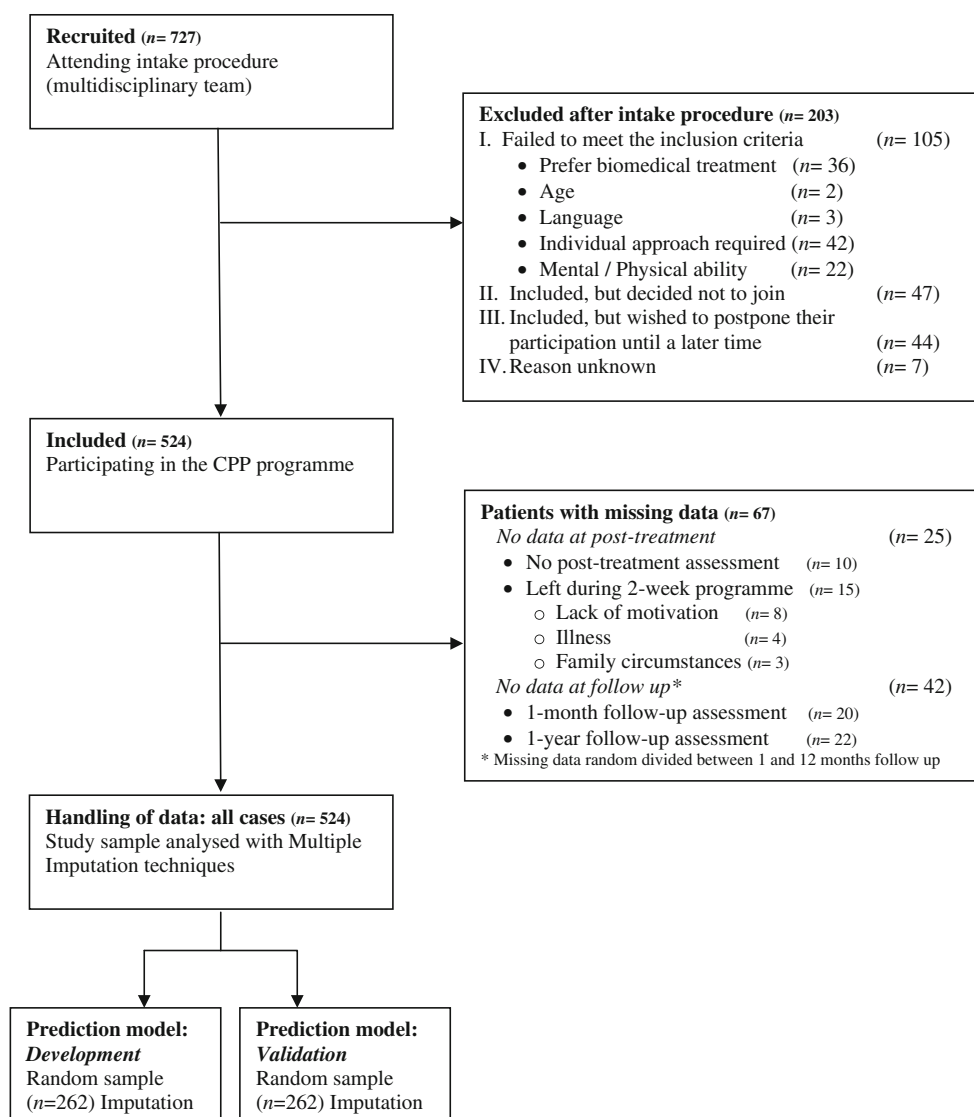 Recruited (n= 727)
Attending intake procedure
(multidisciplinary team)
Excluded after intake procedure (n= 203)
I. Failed to meet the inclusion criteria (n= 105)
• Prefer biomedical treatment (n= 36)
• Age (n= 2)
• Language (n= 3)
• Individual approach required (n= 42)
• Mental / Physical ability (n= 22)
II. Included, but decided not to join (n= 47)
III. Included, but wished to postpone their
participation until a later time (n= 44)
IV. Reason unknown (n= 7)
Included (n= 524)
Participating in the CPP programme
Patients with missing data (n= 67)
No data at post-treatment (n= 25)
• No post-treatment assessment (n= 10)
• Left during 2-week programme (n= 15)
○ Lack of motivation (n= 8)
○ Illness (n= 4)
○ Family circumstances (n= 3)
No data at follow up* (n= 42)
• 1-month follow-up assessment (n= 20)
• 1-year follow-up assessment (n= 22)
* Missing data random divided between 1 and 12 months follow up
Handling of data: all cases (n= 524)
Study sample analysed with Multiple
Imputation techniques
Prediction model:
Development
Random sample
(n=262) Imputation
Prediction model:
Validation
Random sample
(n=262) Imputation